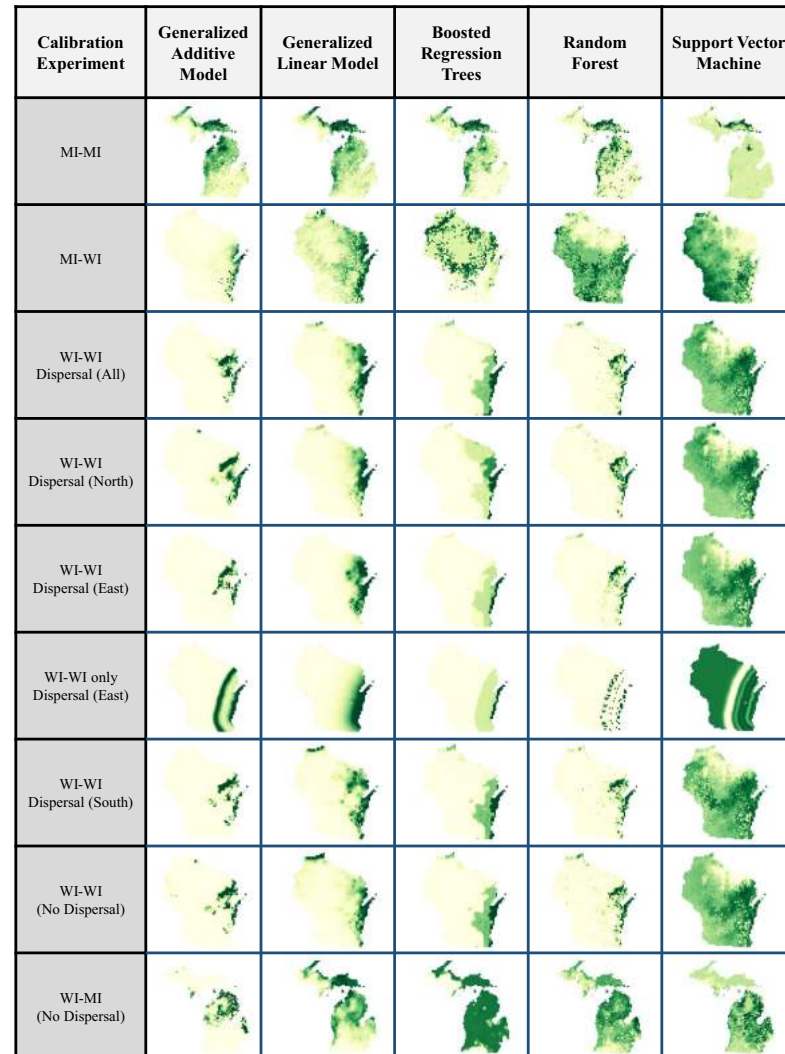 Calibration
Experiment
Generalized
Additive
Model
Generalized
Linear Model
Boosted
Regression
Trees
Random
Forest
Support Vector
Machine
MI-MI
MI-WI
WI-WI
Dispersal (All)
WI-WI
Dispersal (North)
WI-WI
Dispersal (East)
WI-WI only
Dispersal (East)
WI-WI
Dispersal (South)
WI-WI
(No Dispersal)
WI-MI
(No Dispersal)